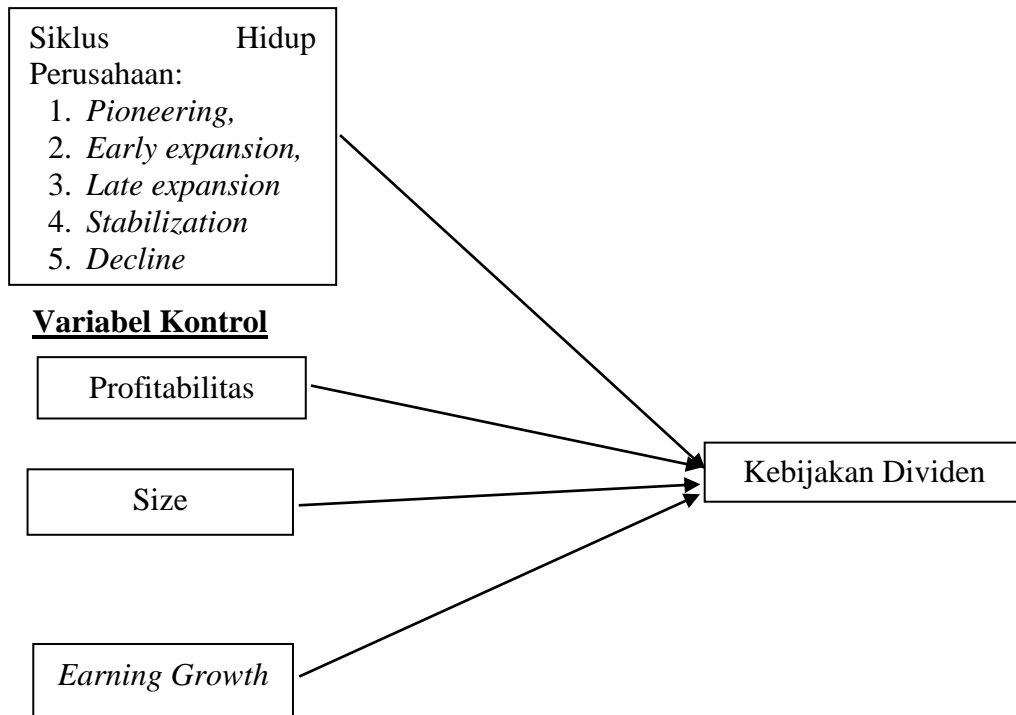 Siklus Hidup
Perusahaan:
1. Pioneering,
2. Early expansion,
3. Late expansion
4. Stabilization
5. Decline
Variabel Kontrol
Profitabilitas
Kebijakan Dividen
Size
Earning Growth